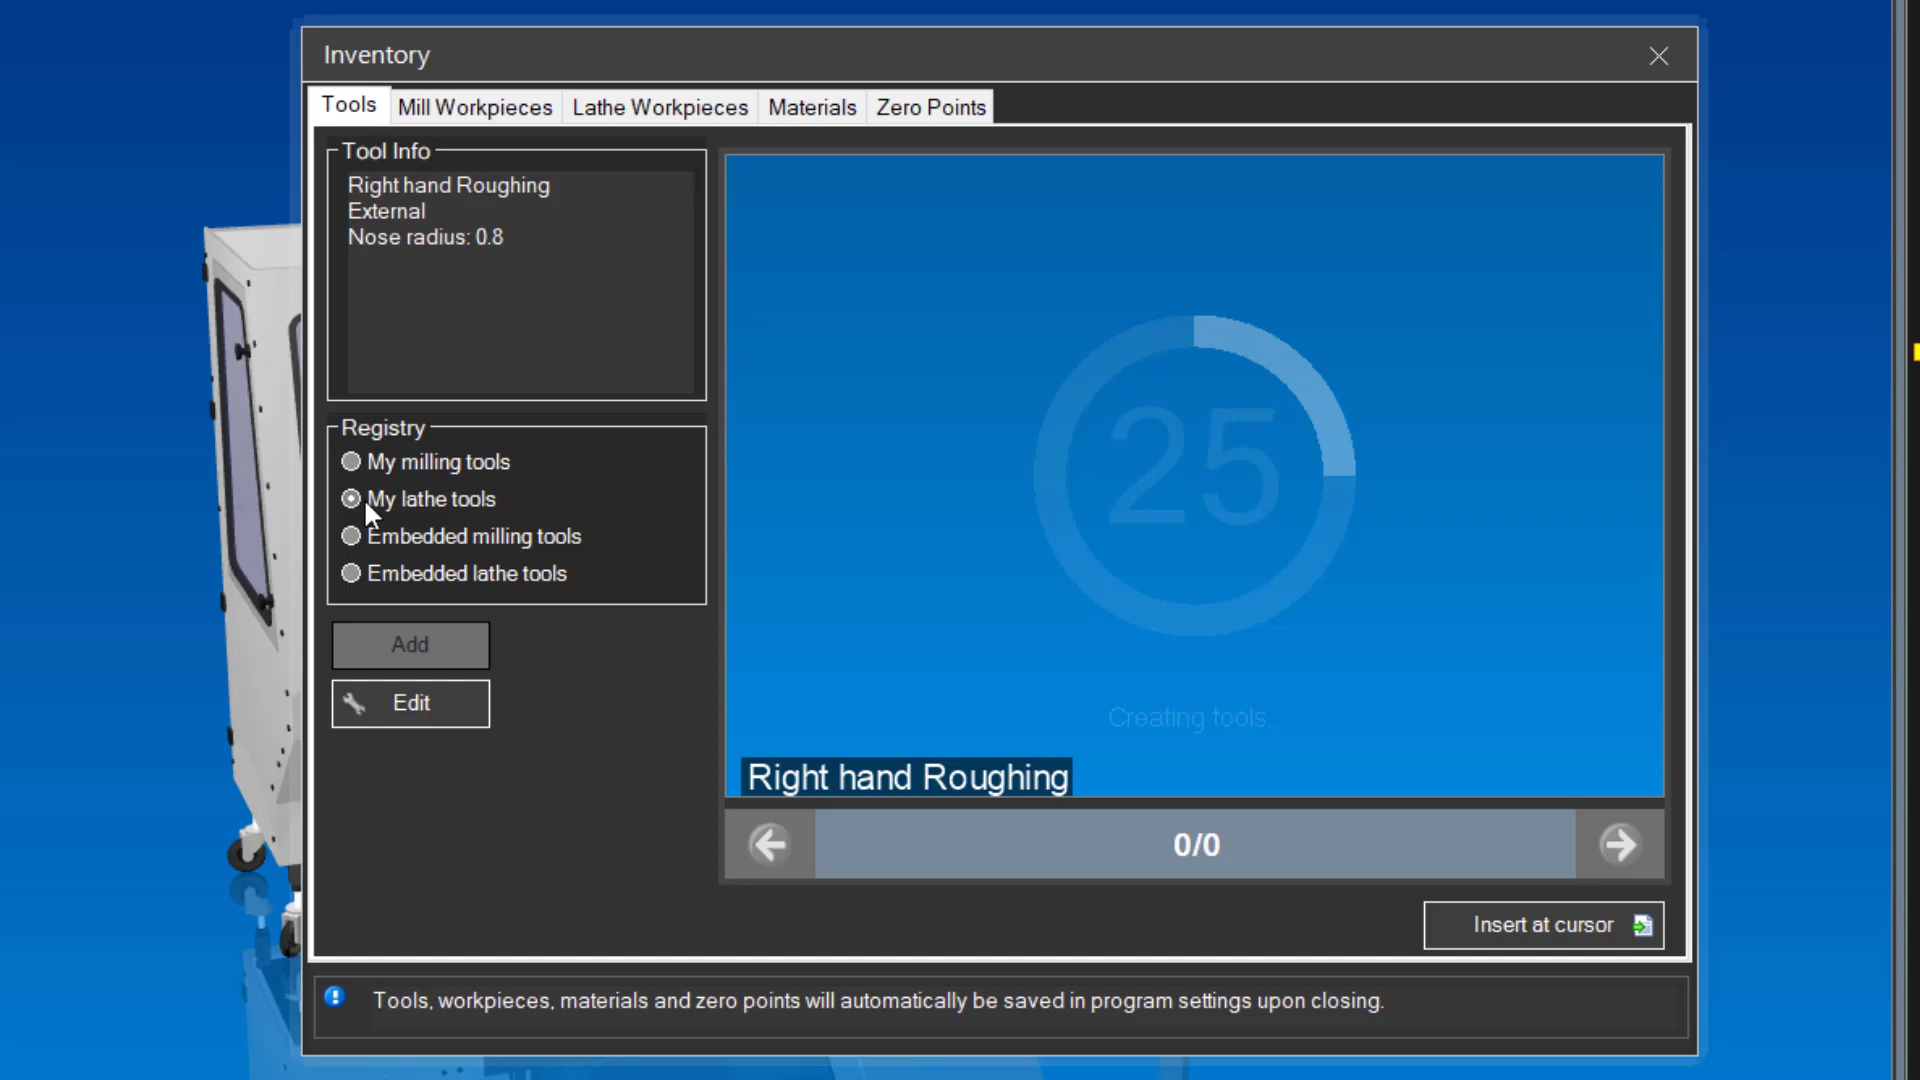 Inventory
Tools
Mill Workpieces
Lathe Workpieces
Materials
Zero Points
Tool Info
Right hand Roughing
External
Nose radius: 0.8
Registry
My milling tools
My lathe tools
Embedded milling tools
Embedded lathe tools
Add
Edit
25
Creating tools...
Right hand Roughing
0/0
Insert at cursor
Tools, workpieces, materials and zero points will automatically be saved in program settings upon closing.